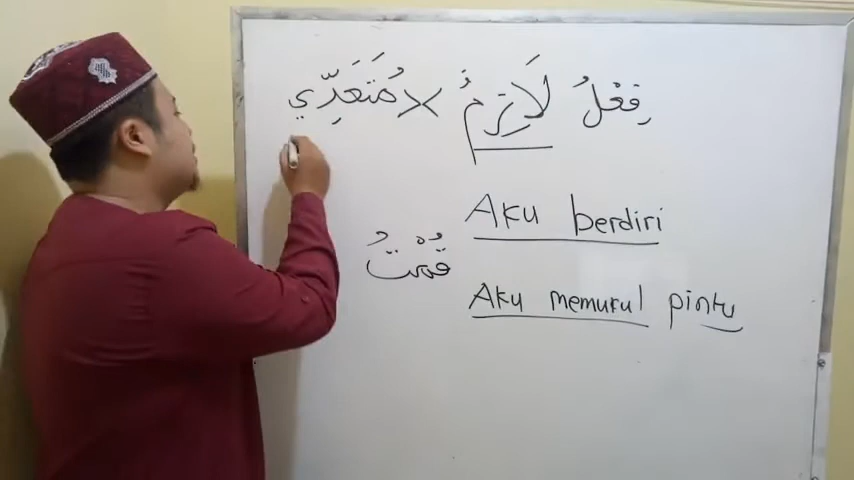 فِعْلُ لَازِمٌ X مُتَعَدِّي
Aku berdiri
قُمْتُ
Aku memukul pintu